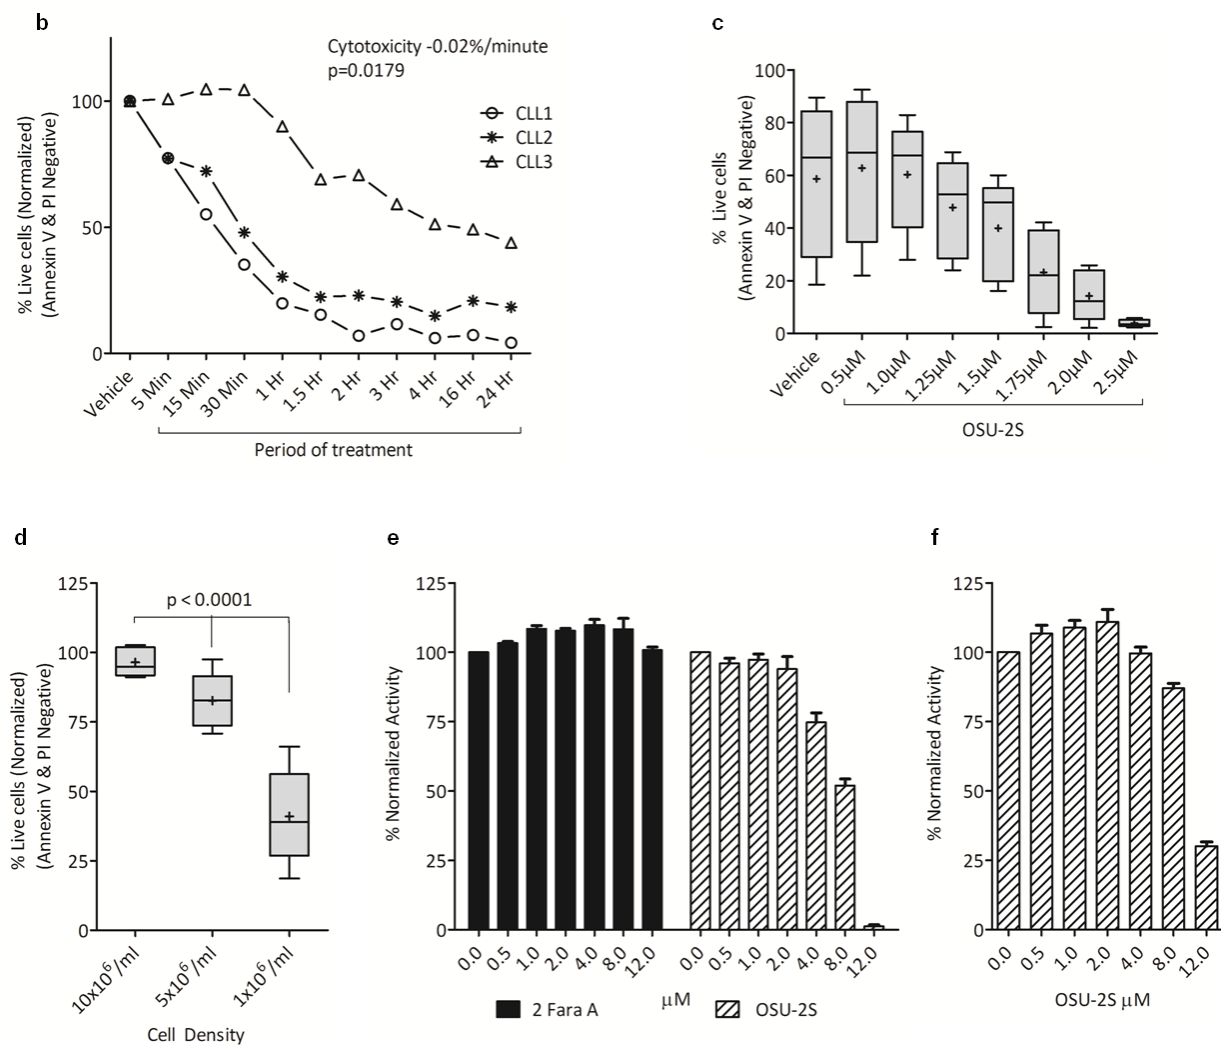 b
Cytotoxicity -0.02%/minute
p=0.0179
CLL1
CLL2
CLL3
% Live cells (Normalized)
(Annexin V & PI Negative)
100
50
0
Vehicle
5 Min
15 Min
30 Min
1 Hr
1.5 Hr
2 Hr
3 Hr
4 Hr
16 Hr
24 Hr
Period of treatment
c
% Live cells
(Annexin V & PI Negative)
100
80
60
40
20
0
Vehicle
0.5µM
1.0µM
1.25µM
1.5µM
1.75µM
2.0µM
2.5µM
OSU-2S
d
% Live cells (Normalized)
(Annexin V & PI Negative)
125
100
75
50
25
0
p < 0.0001
10x10⁶/ml
5x10⁶/ml
1x10⁶/ml
Cell Density
e
% Normalized Activity
125
100
75
50
25
0
0.0
0.5
1.0
2.0
4.0
8.0
12.0
0.0
0.5
1.0
2.0
4.0
8.0
12.0
µM
2 Fara A
OSU-2S
f
% Normalized Activity
125
100
75
50
25
0
0.0
0.5
1.0
2.0
4.0
8.0
12.0
OSU-2S µM